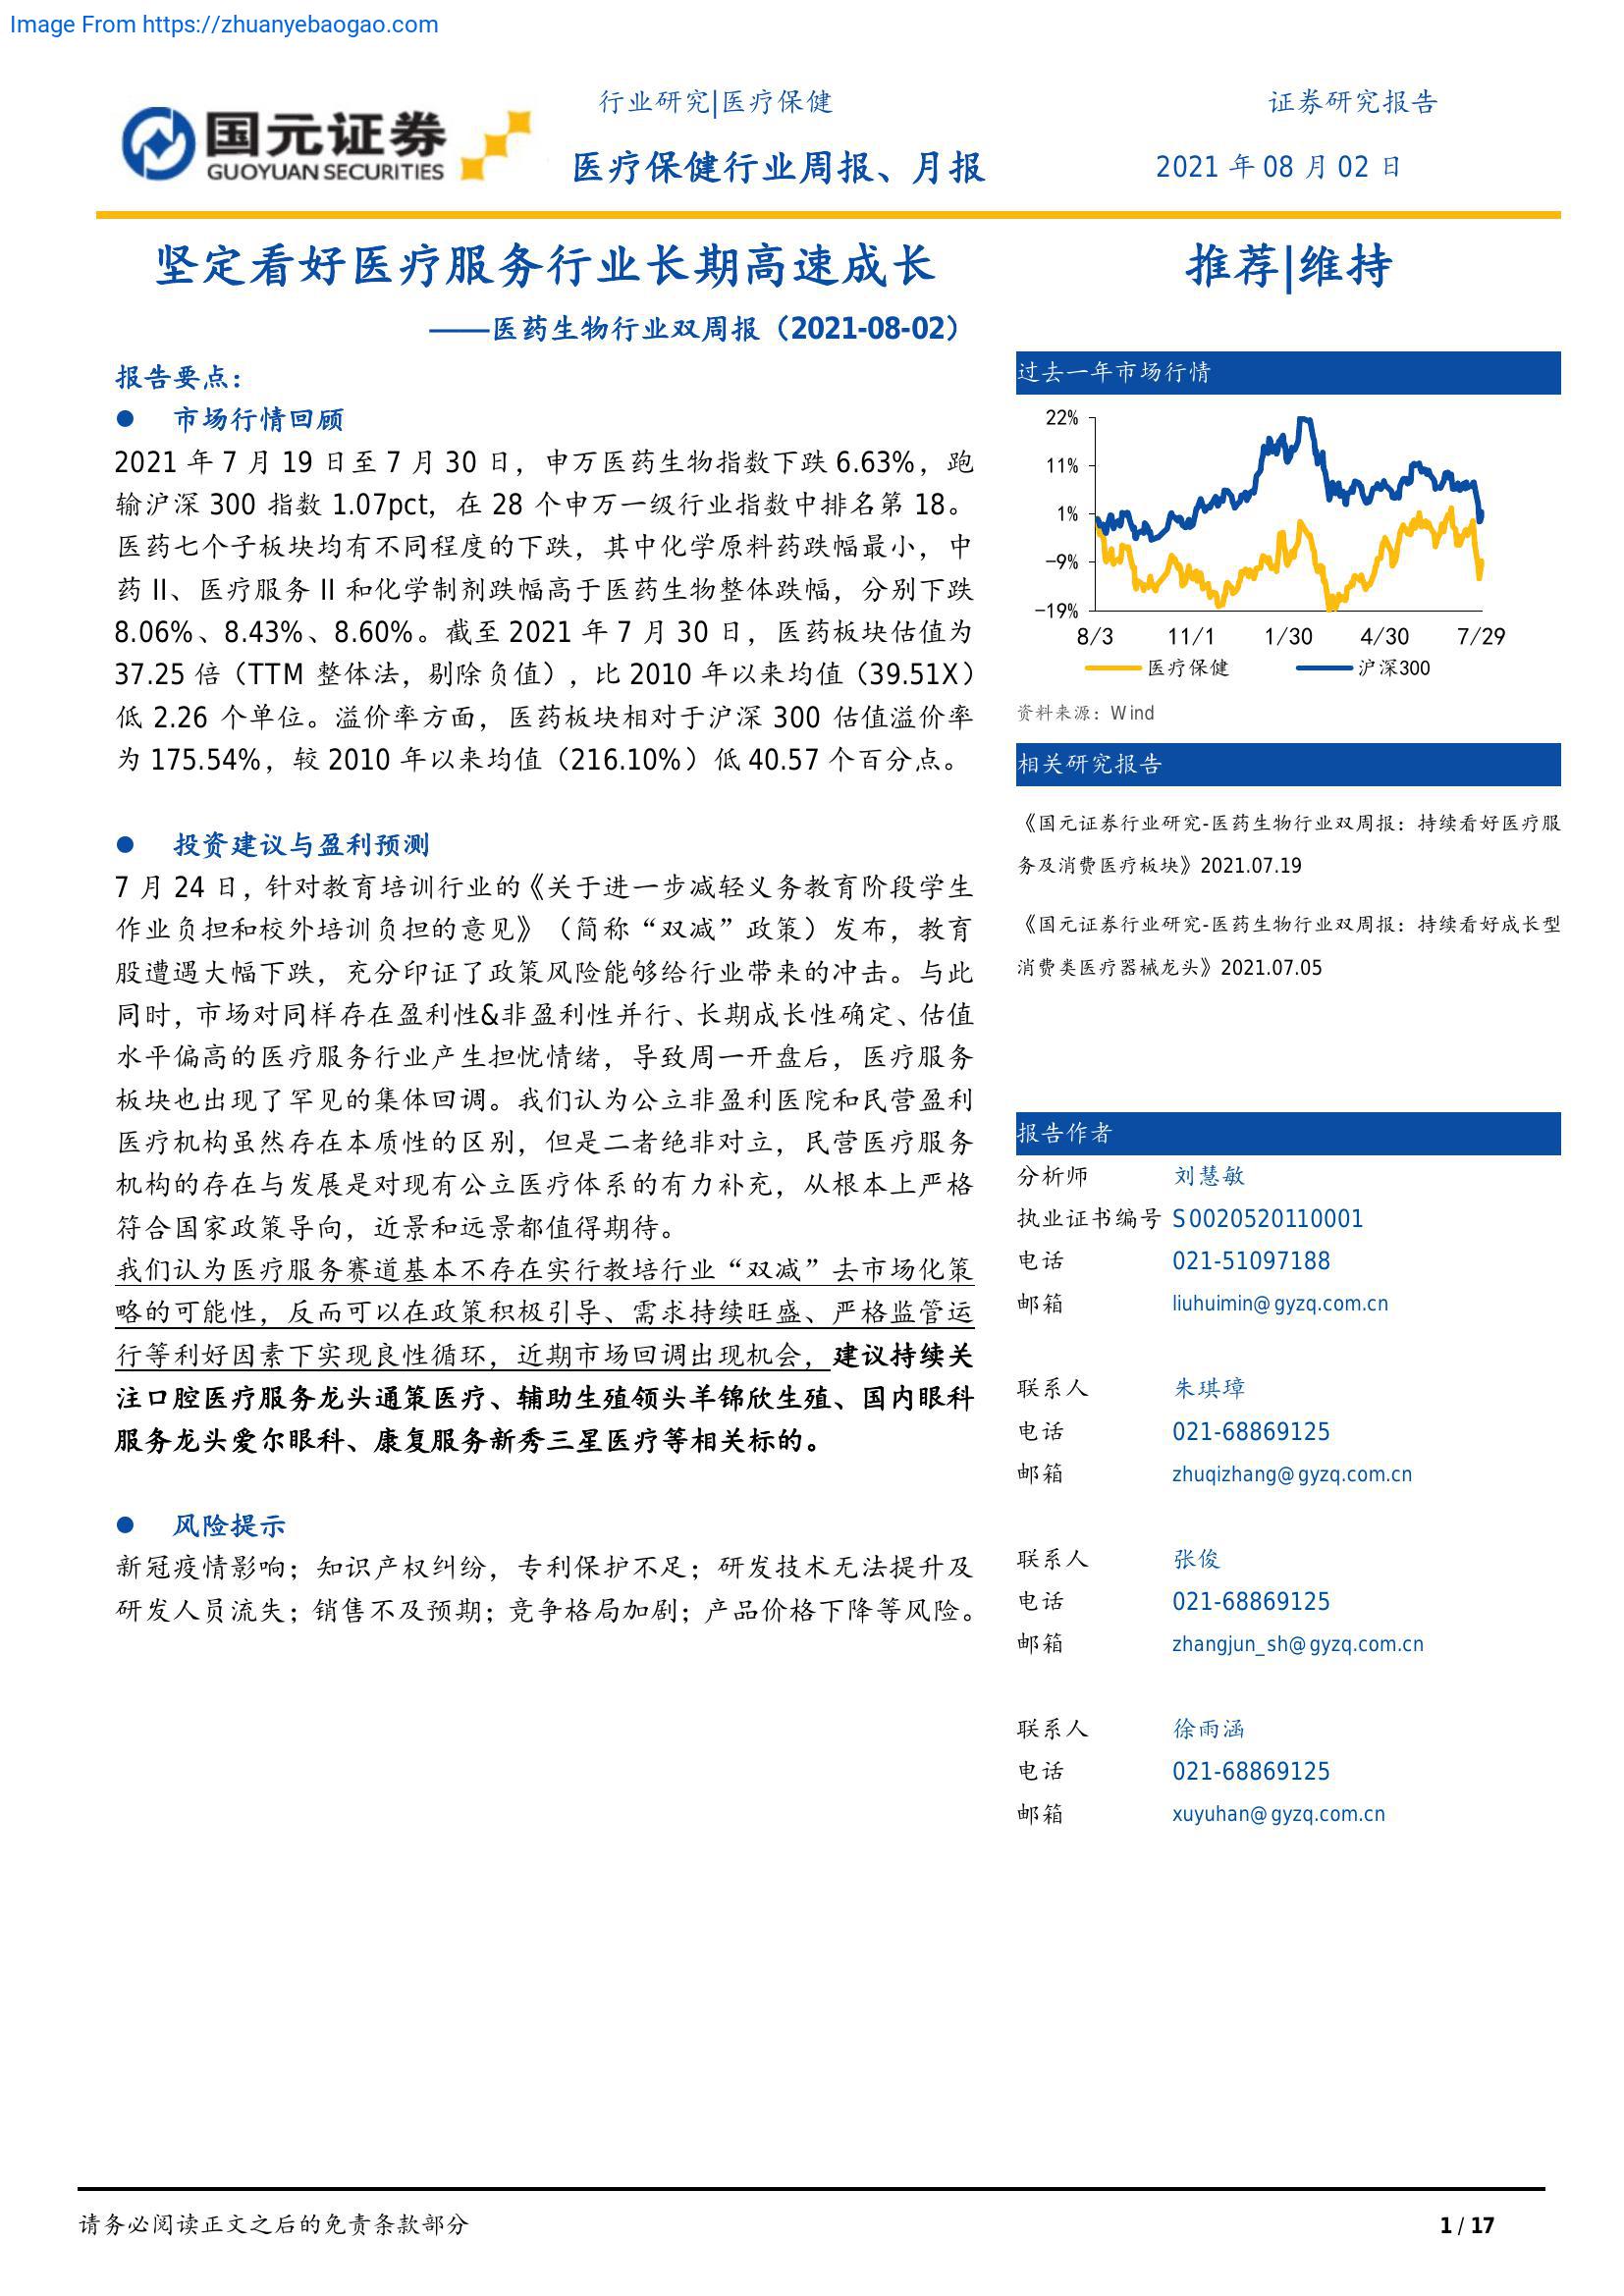 Image From https://zhuanyebaogao.com
国元证券
GUOYUAN SECURITIES
行业研究|医疗保健
证券研究报告
医疗保健行业周报、月报
2021 年 08 月 02 日
坚定看好医疗服务行业长期高速成长
——医药生物行业双周报（2021-08-02）
报告要点：
● 市场行情回顾
2021 年 7 月 19 日至 7 月 30 日，申万医药生物指数下跌 6.63%，跑
输沪深 300 指数 1.07pct，在 28 个申万一级行业指数中排名第 18。
医药七个子板块均有不同程度的下跌，其中化学原料药跌幅最小，中
药 II、医疗服务 II 和化学制剂跌幅高于医药生物整体跌幅，分别下跌
8.06%、8.43%、8.60%。截至 2021 年 7 月 30 日，医药板块估值为
37.25 倍（TTM 整体法，剔除负值），比 2010 年以来均值（39.51X）
低 2.26 个单位。溢价率方面，医药板块相对于沪深 300 估值溢价率
为 175.54%，较 2010 年以来均值（216.10%）低 40.57 个百分点。
● 投资建议与盈利预测
7 月 24 日，针对教育培训行业的《关于进一步减轻义务教育阶段学生
作业负担和校外培训负担的意见》（简称“双减”政策）发布，教育
股遭遇大幅下跌，充分印证了政策风险能够给行业带来的冲击。与此
同时，市场对同样存在盈利性&非盈利性并行、长期成长性确定、估值
水平偏高的医疗服务行业产生担忧情绪，导致周一开盘后，医疗服务
板块也出现了罕见的集体回调。我们认为公立非盈利医院和民营盈利
医疗机构虽然存在本质性的区别，但是二者绝非对立，民营医疗服务
机构的存在与发展是对现有公立医疗体系的有力补充，从根本上严格
符合国家政策导向，近景和远景都值得期待。
我们认为医疗服务赛道基本不存在实行教培行业“双减”去市场化策
略的可能性，反而可以在政策积极引导、需求持续旺盛、严格监管运
行等利好因素下实现良性循环，近期市场回调出现机会，建议持续关
注口腔医疗服务龙头通策医疗、辅助生殖领头羊锦欣生殖、国内眼科
服务龙头爱尔眼科、康复服务新秀三星医疗等相关标的。
● 风险提示
新冠疫情影响；知识产权纠纷，专利保护不足；研发技术无法提升及
研发人员流失；销售不及预期；竞争格局加剧；产品价格下降等风险。
推荐|维持
过去一年市场行情
22%
11%
1%
-9%
-19%
8/3 11/1 1/30 4/30 7/29
医疗保健 沪深300
资料来源：Wind
相关研究报告
《国元证券行业研究-医药生物行业双周报：持续看好医疗服
务及消费医疗板块》2021.07.19
《国元证券行业研究-医药生物行业双周报：持续看好成长型
消费类医疗器械龙头》2021.07.05
报告作者
分析师 刘慧敏
执业证书编号 S0020520110001
电话 021-51097188
邮箱 liuhuimin@gyzq.com.cn
联系人 朱琪璋
电话 021-68869125
邮箱 zhuqizhang@gyzq.com.cn
联系人 张俊
电话 021-68869125
邮箱 zhangjun_sh@gyzq.com.cn
联系人 徐雨涵
电话 021-68869125
邮箱 xuyuhan@gyzq.com.cn
请务必阅读正文之后的免责条款部分
1 / 17